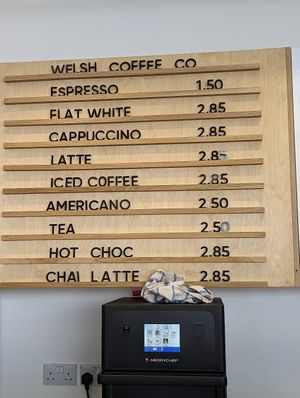 WELSH COFFEE CO
ESPRESSO 1.50
FLAT WHITE 2.85
CAPPUCCINO 2.85
LATTE 2.85
ICED COFFEE 2.85
AMERICANO 2.50
TEA 2.50
HOT CHOC 2.85
CHAI LATTE 2.85
MERRYCHEF